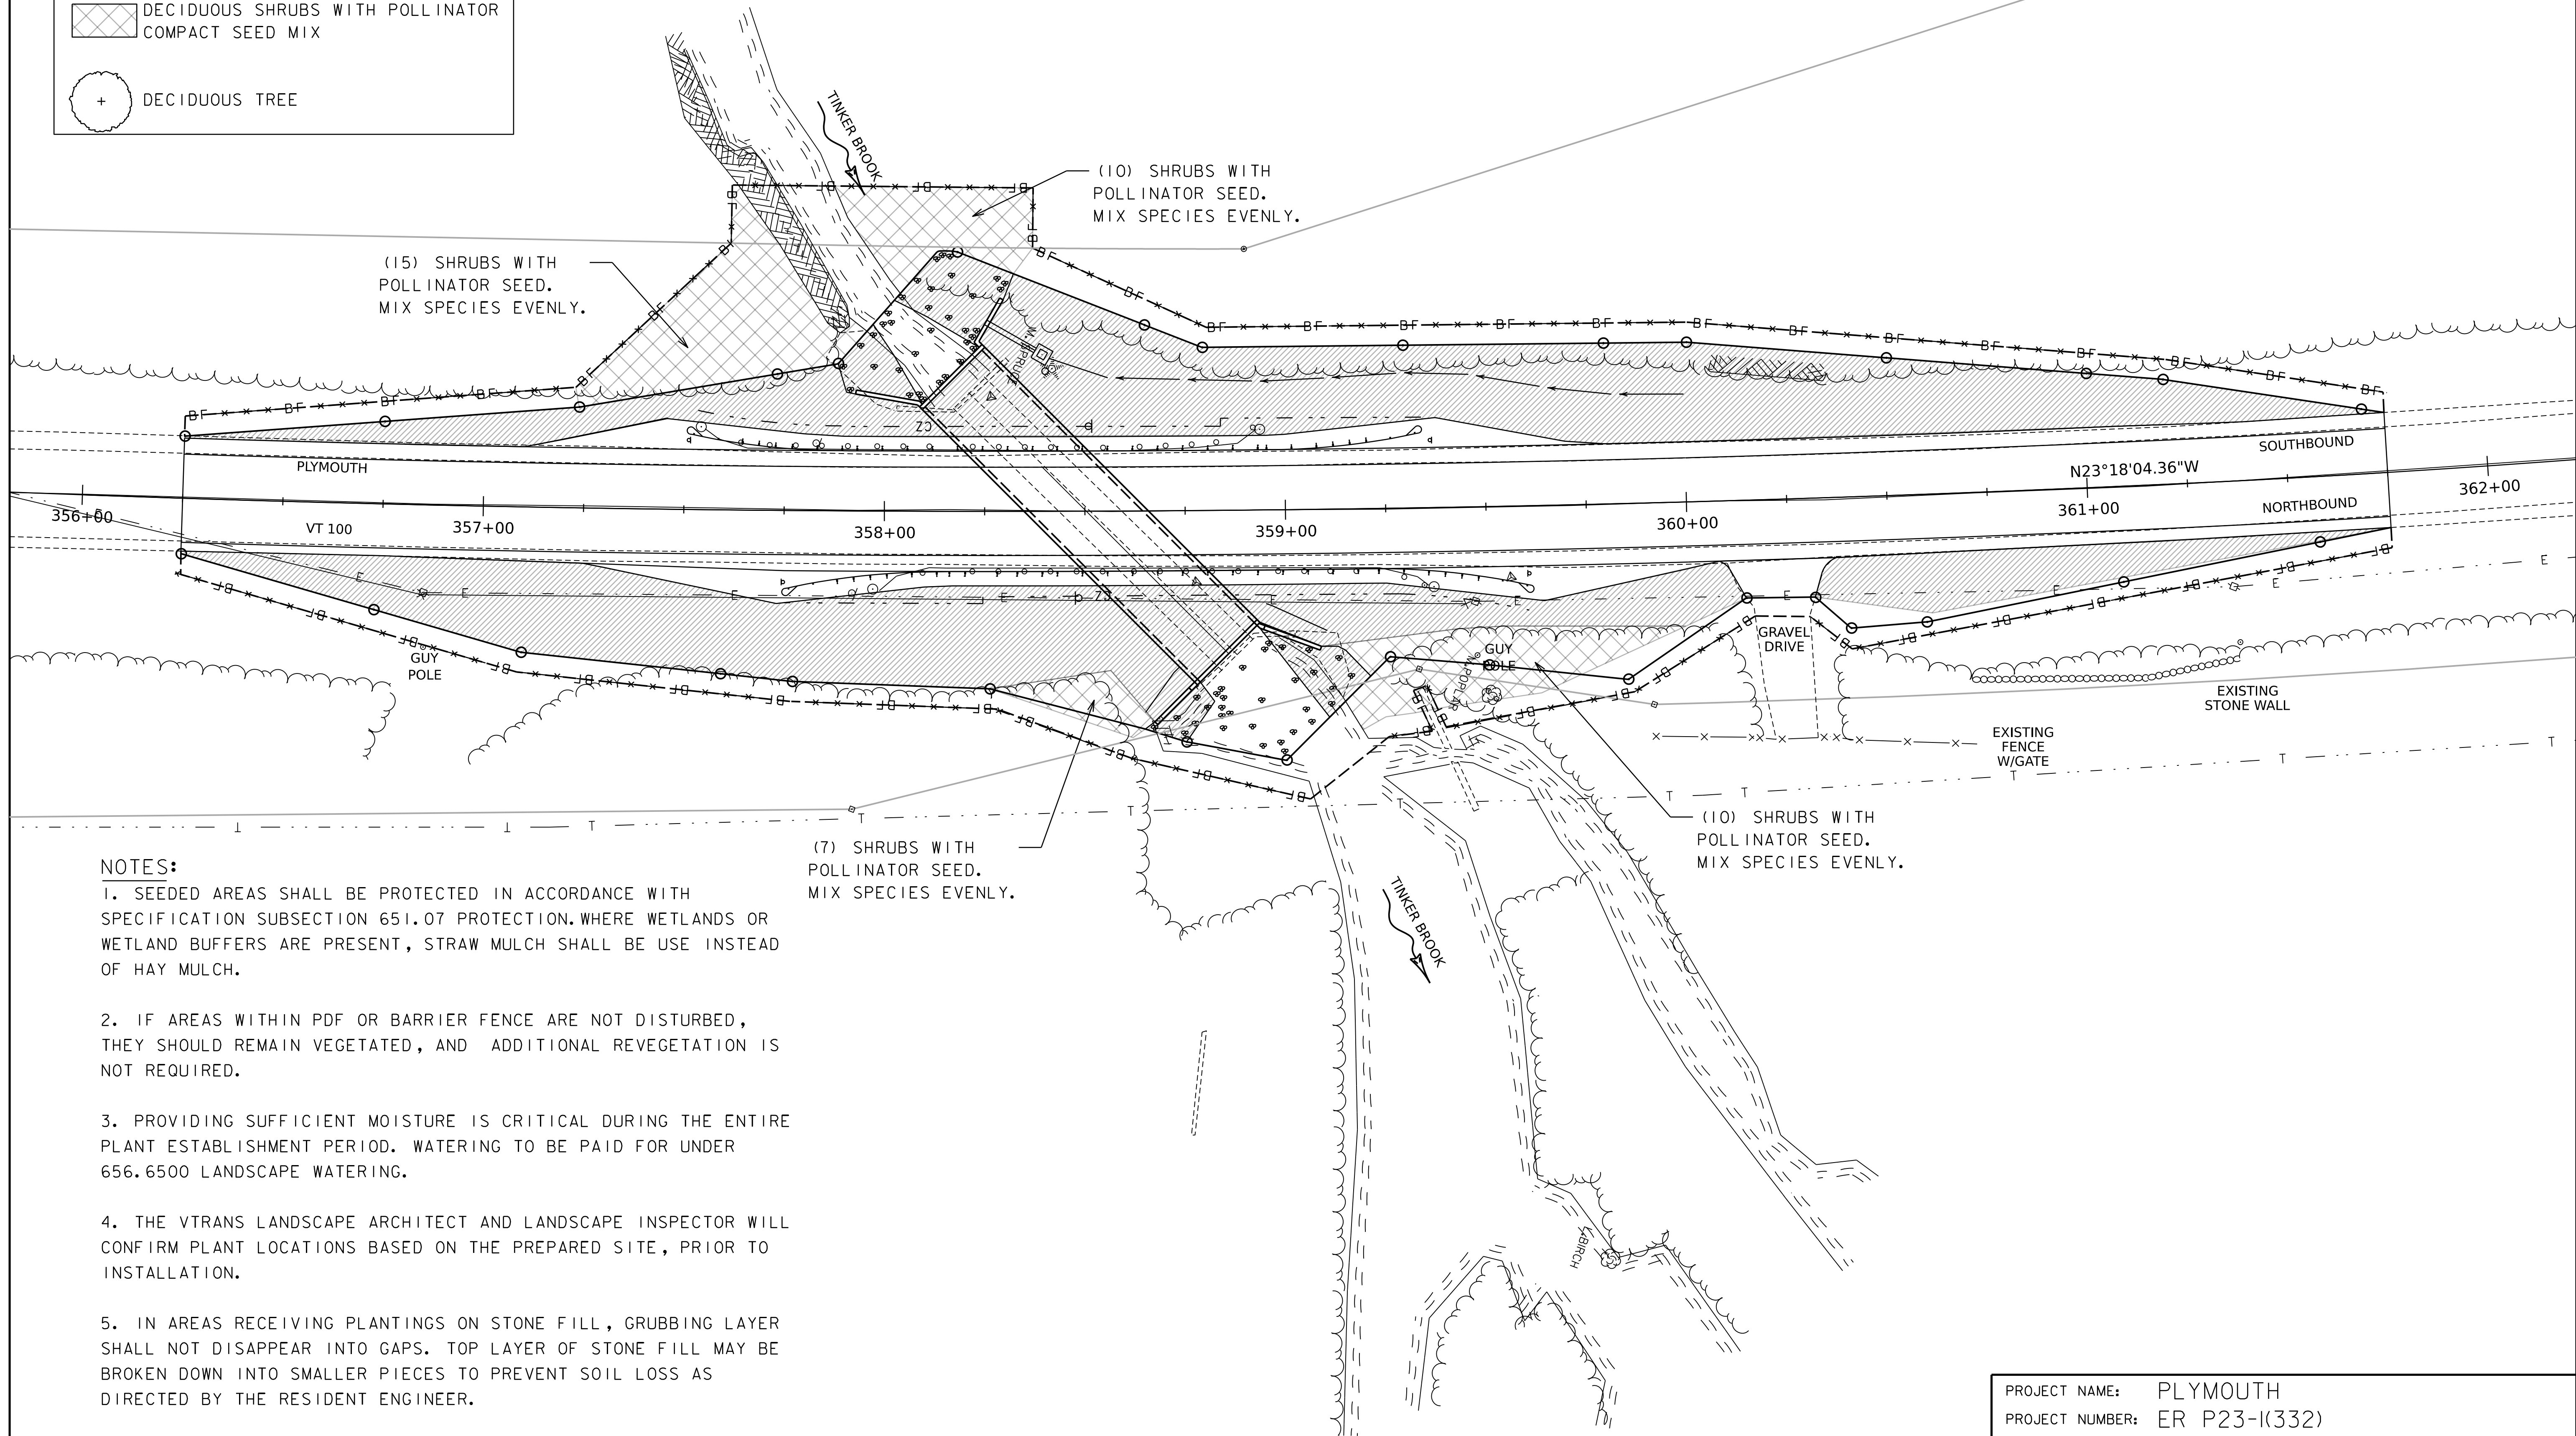 DECIDUOUS SHRUBS WITH POLLINATOR
COMPACT SEED MIX
DECIDUOUS TREE
TINKER BROOK
(10) SHRUBS WITH
POLLINATOR SEED.
MIX SPECIES EVENLY.
(15) SHRUBS WITH
POLLINATOR SEED.
MIX SPECIES EVENLY.
PLYMOUTH
SOUTHBOUND
N23°18'04.36"W
NORTHBOUND
VT 100
356+00
357+00
358+00
359+00
360+00
361+00
362+00
CZ
CZ
GUY
POLE
GUY
POLE
GRAVEL
DRIVE
EXISTING
STONE WALL
EXISTING
FENCE
W/GATE
(7) SHRUBS WITH
POLLINATOR SEED.
MIX SPECIES EVENLY.
(10) SHRUBS WITH
POLLINATOR SEED.
MIX SPECIES EVENLY.
TINKER BROOK
BIRCH
NOTES:
1. SEEDED AREAS SHALL BE PROTECTED IN ACCORDANCE WITH
SPECIFICATION SUBSECTION 651.07 PROTECTION. WHERE WETLANDS OR
WETLAND BUFFERS ARE PRESENT, STRAW MULCH SHALL BE USE INSTEAD
OF HAY MULCH.
2. IF AREAS WITHIN PDF OR BARRIER FENCE ARE NOT DISTURBED,
THEY SHOULD REMAIN VEGETATED, AND ADDITIONAL REVEGETATION IS
NOT REQUIRED.
3. PROVIDING SUFFICIENT MOISTURE IS CRITICAL DURING THE ENTIRE
PLANT ESTABLISHMENT PERIOD. WATERING TO BE PAID FOR UNDER
656.6500 LANDSCAPE WATERING.
4. THE VTRANS LANDSCAPE ARCHITECT AND LANDSCAPE INSPECTOR WILL
CONFIRM PLANT LOCATIONS BASED ON THE PREPARED SITE, PRIOR TO
INSTALLATION.
5. IN AREAS RECEIVING PLANTINGS ON STONE FILL, GRUBBING LAYER
SHALL NOT DISAPPEAR INTO GAPS. TOP LAYER OF STONE FILL MAY BE
BROKEN DOWN INTO SMALLER PIECES TO PREVENT SOIL LOSS AS
DIRECTED BY THE RESIDENT ENGINEER.
PROJECT NAME: PLYMOUTH
PROJECT NUMBER: ER P23-1(332)